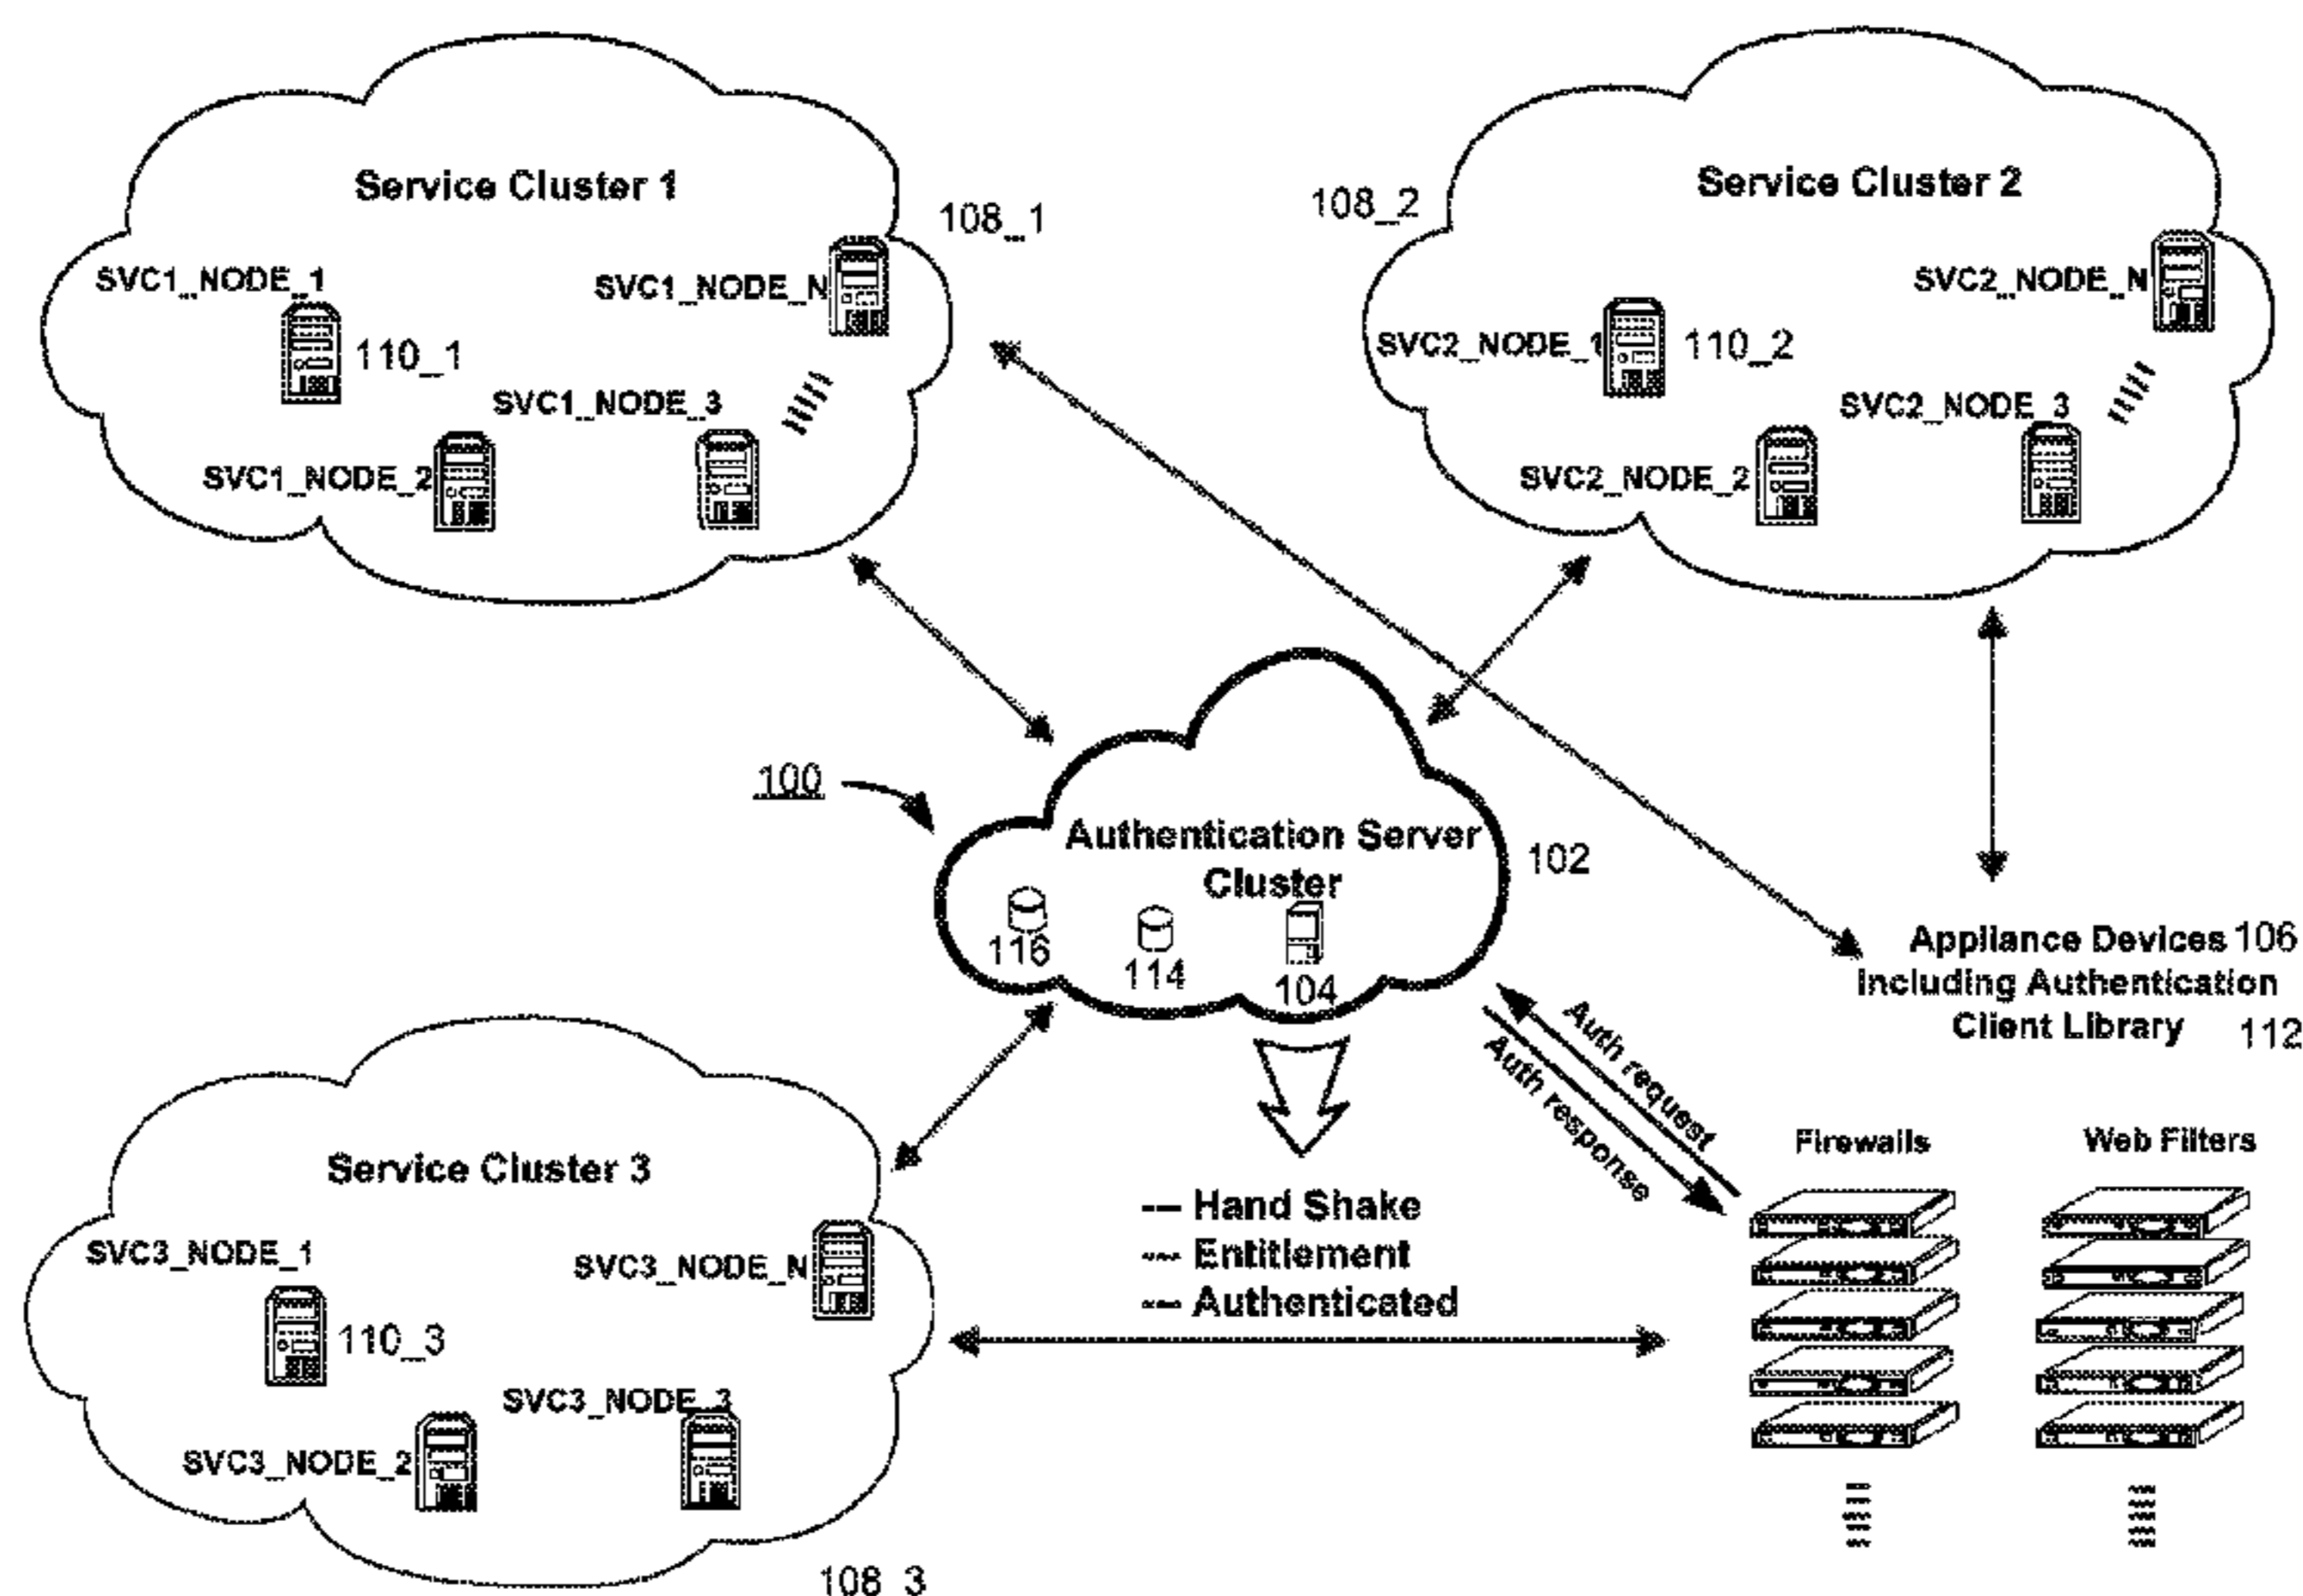 Service Cluster 1
108_1
SVC1_NODE_1
SVC1_NODE_N
110_1
SVC1_NODE_3
SVC1_NODE_2
Service Cluster 2
108_2
SVC2_NODE_N
SVC2_NODE_1
110_2
SVC2_NODE_3
SVC2_NODE_2
100
Authentication Server
Cluster
102
116
114
104
Appliance Devices 106
Including Authentication
Client Library 112
Auth request
Auth response
Firewalls
Web Filters
--- Hand Shake
--- Entitlement
--- Authenticated
Service Cluster 3
SVC3_NODE_1
SVC3_NODE_N
110_3
SVC3_NODE_3
SVC3_NODE_2
108_3